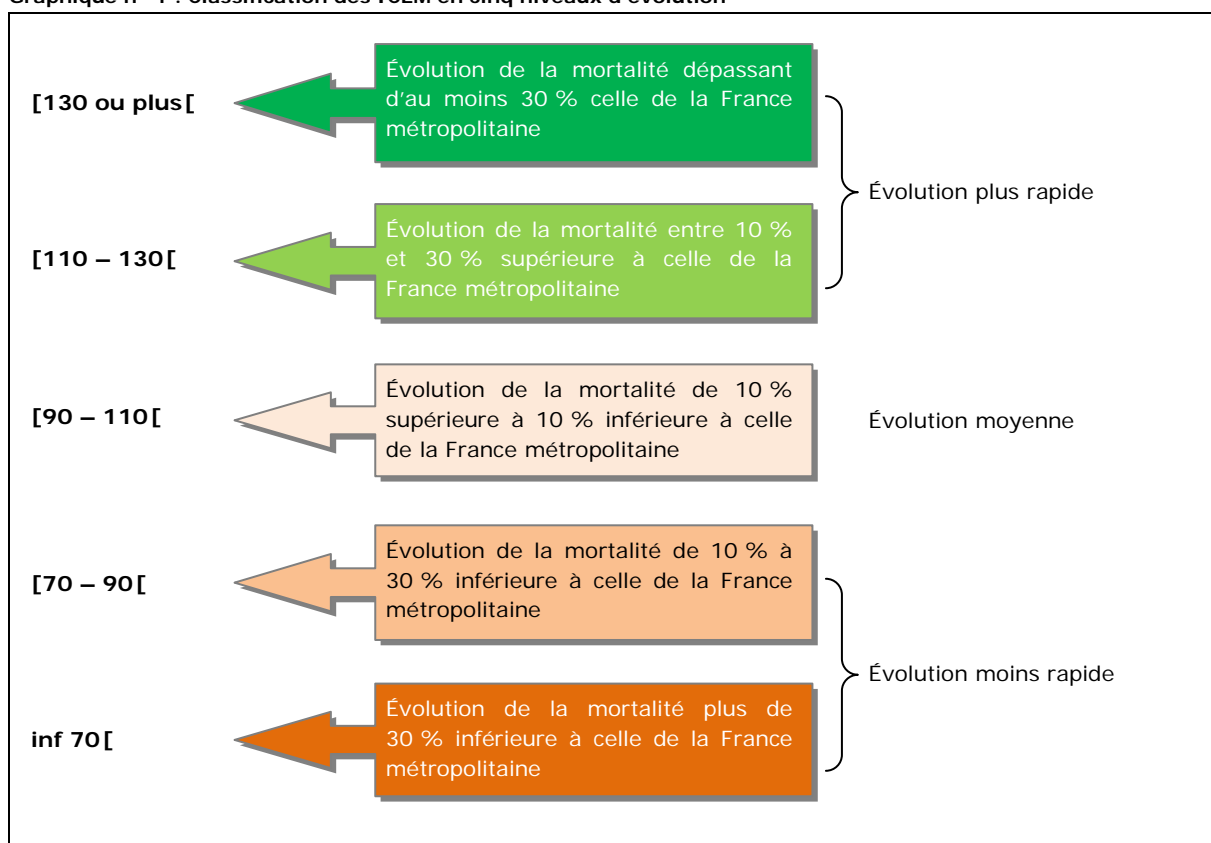 [130 ou plus[
Évolution de la mortalité dépassant
d'au moins 30 % celle de la France
métropolitaine
Évolution plus rapide
[110 – 130[
Évolution de la mortalité entre 10 %
et 30 % supérieure à celle de la
France métropolitaine
[90 – 110[
Évolution de la mortalité de 10 %
supérieure à 10 % inférieure à celle
de la France métropolitaine
Évolution moyenne
[70 – 90[
Évolution de la mortalité de 10 % à
30 % inférieure à celle de la France
métropolitaine
Évolution moins rapide
inf 70[
Évolution de la mortalité plus de
30 % inférieure à celle de la France
métropolitaine